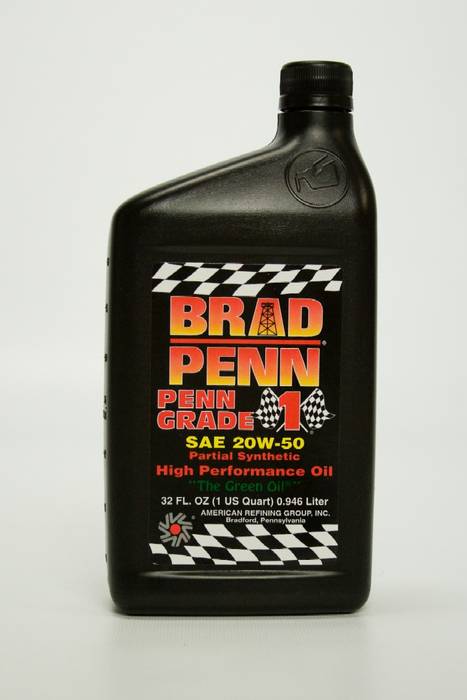 BRAD®
PENN
PENN
GRADE 1®
SAE 20W-50
Partial Synthetic
High Performance Oil
"The Green Oil®"
32 FL. OZ (1 US Quart) 0.946 Liter
AMERICAN REFINING GROUP, INC.
Bradford, Pennsylvania